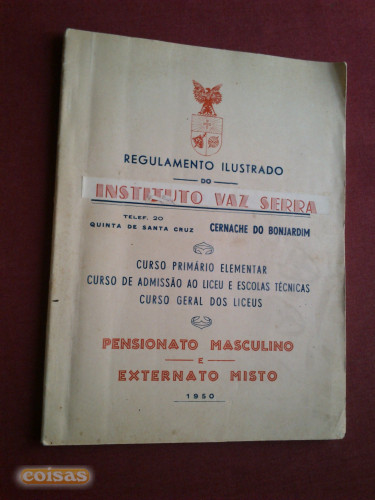 REGULAMENTO ILUSTRADO
DO
INSTITUTO VAZ SERRA
TELEF. 20
QUINTA DE SANTA CRUZ CERNACHE DO BONJARDIM
CURSO PRIMÁRIO ELEMENTAR
CURSO DE ADMISSÃO AO LICEU E ESCOLAS TÉCNICAS
CURSO GERAL DOS LICEUS
PENSIONATO MASCULINO
E
EXTERNATO MISTO
1950
coisas